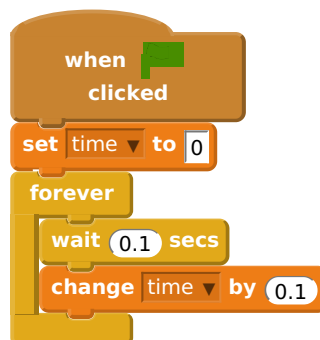 when
clicked
set time ▼ to 0
forever
wait 0.1 secs
change time ▼ by 0.1